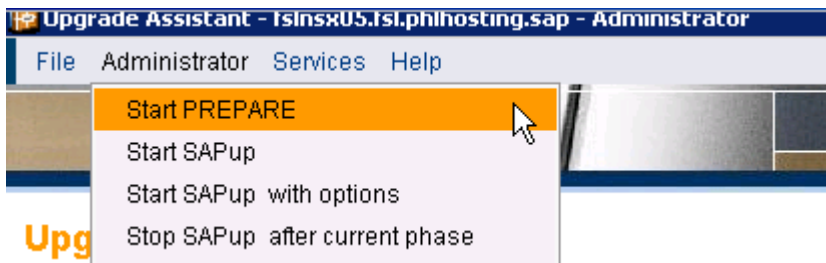 Upgrade Assistant - fslnsx05.fsl.phlhosting.sap - Administrator
File Administrator Services Help
Start PREPARE
Start SAPup
Start SAPup with options
Stop SAPup after current phase
Upg